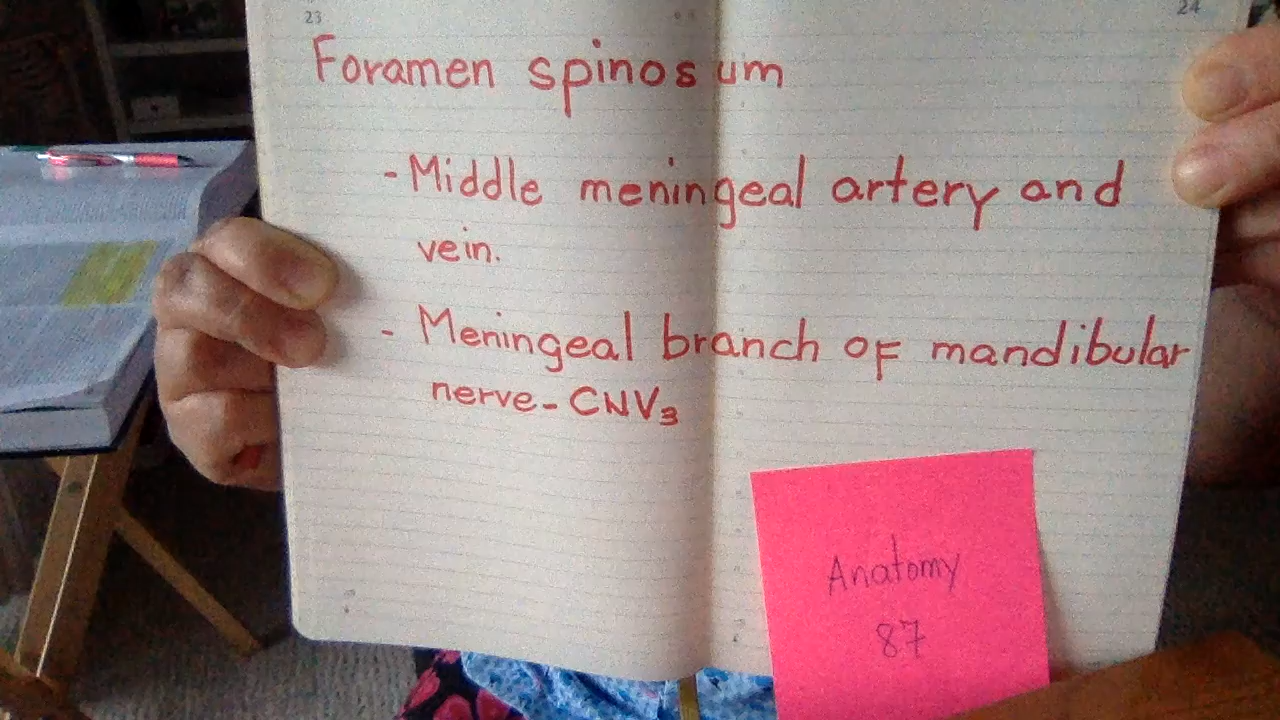 23
24
Foramen spinosum
- Middle meningeal artery and
vein.
- Meningeal branch of mandibular
nerve - CNV₃
Anatomy
87